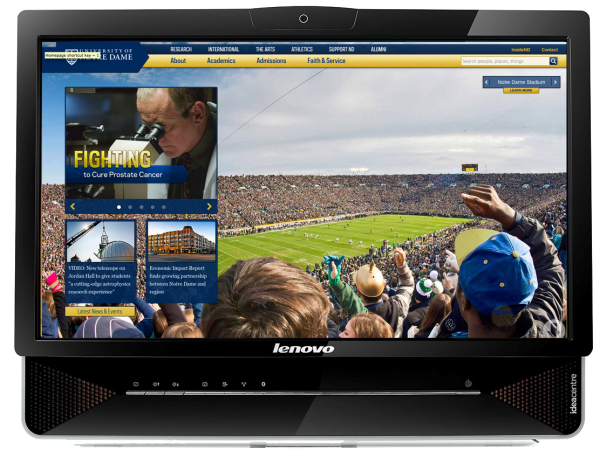 UNIVERSITY OF
RE DAME
Homepage shortcut key = 1
RESEARCH INTERNATIONAL THE ARTS ATHLETICS SUPPORT ND ALUMNI
InsideND Contact
About Academics Admissions Faith & Service
Search people, places, things
Notre Dame Stadium
LEARN MORE
FIGHTING
to Cure Prostate Cancer
VIDEO: New telescope on
Jordan Hall to give students
"a cutting-edge astrophysics
research experience"
Economic Impact Report
finds growing partnership
between Notre Dame and
region
Latest News & Events
lenovo
ideacentre